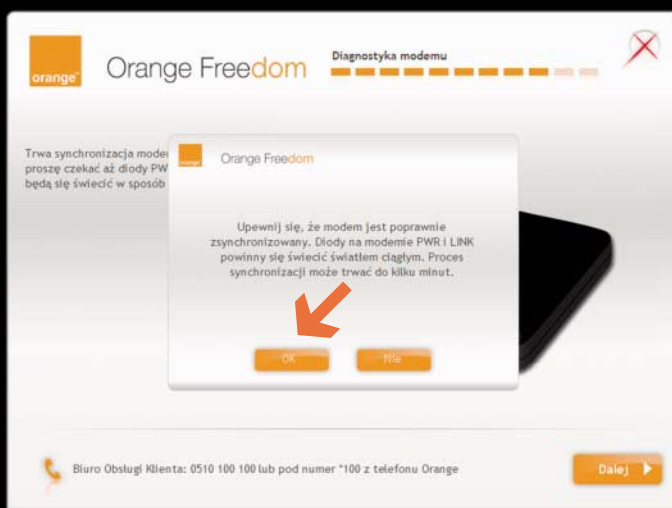 orange™
Orange Freedom
Diagnostyka modemu
Trwa synchronizacja mode
proszę czekać aż diody PW
będą się świecić w sposób
Orange Freedom
Upewnij się, że modem jest poprawnie
zsynchronizowany. Diody na modemie PWR i LINK
powinny się świecić światłem ciągłym. Proces
synchronizacji może trwać do kilku minut.
OK
Nie
Biuro Obsługi Klienta: 0510 100 100 lub pod numer *100 z telefonu Orange
Dalej